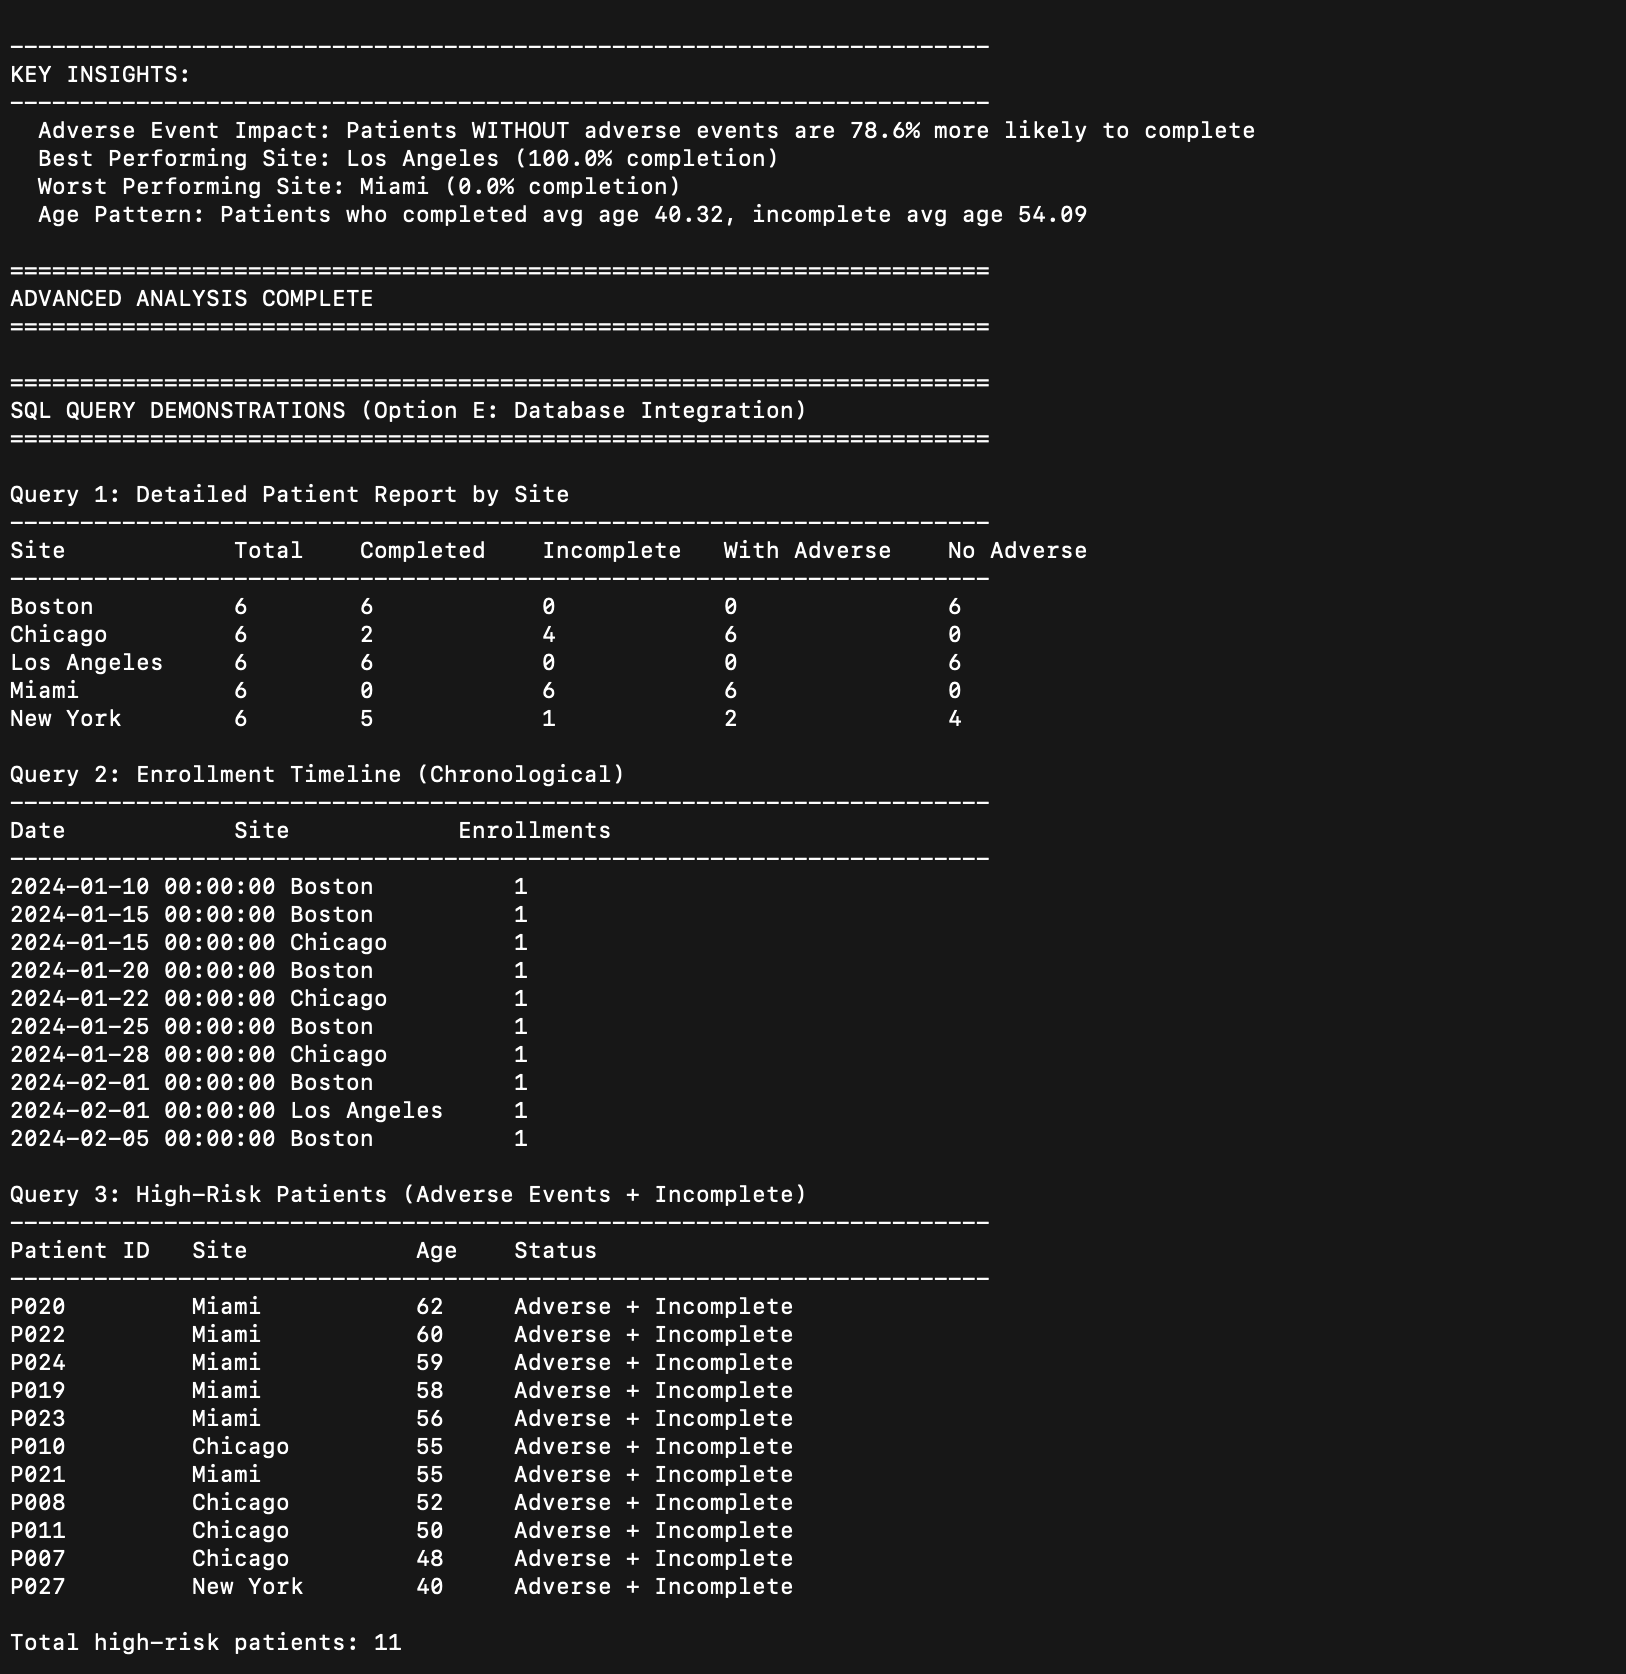 ----------------------------------------------------------------------
KEY INSIGHTS:
----------------------------------------------------------------------
  Adverse Event Impact: Patients WITHOUT adverse events are 78.6% more likely to complete
  Best Performing Site: Los Angeles (100.0% completion)
  Worst Performing Site: Miami (0.0% completion)
  Age Pattern: Patients who completed avg age 40.32, incomplete avg age 54.09

======================================================================
ADVANCED ANALYSIS COMPLETE
======================================================================

======================================================================
SQL QUERY DEMONSTRATIONS (Option E: Database Integration)
======================================================================

Query 1: Detailed Patient Report by Site
----------------------------------------------------------------------
Site            Total    Completed    Incomplete   With Adverse    No Adverse
----------------------------------------------------------------------
Boston          6        6            0            0               6
Chicago         6        2            4            6               0
Los Angeles     6        6            0            0               6
Miami           6        0            6            6               0
New York        6        5            1            2               4

Query 2: Enrollment Timeline (Chronological)
----------------------------------------------------------------------
Date            Site            Enrollments
----------------------------------------------------------------------
2024-01-10 00:00:00 Boston          1
2024-01-15 00:00:00 Boston          1
2024-01-15 00:00:00 Chicago         1
2024-01-20 00:00:00 Boston          1
2024-01-22 00:00:00 Chicago         1
2024-01-25 00:00:00 Boston          1
2024-01-28 00:00:00 Chicago         1
2024-02-01 00:00:00 Boston          1
2024-02-01 00:00:00 Los Angeles     1
2024-02-05 00:00:00 Boston          1

Query 3: High-Risk Patients (Adverse Events + Incomplete)
----------------------------------------------------------------------
Patient ID   Site            Age    Status
----------------------------------------------------------------------
P020         Miami           62     Adverse + Incomplete
P022         Miami           60     Adverse + Incomplete
P024         Miami           59     Adverse + Incomplete
P019         Miami           58     Adverse + Incomplete
P023         Miami           56     Adverse + Incomplete
P010         Chicago         55     Adverse + Incomplete
P021         Miami           55     Adverse + Incomplete
P008         Chicago         52     Adverse + Incomplete
P011         Chicago         50     Adverse + Incomplete
P007         Chicago         48     Adverse + Incomplete
P027         New York        40     Adverse + Incomplete

Total high-risk patients: 11